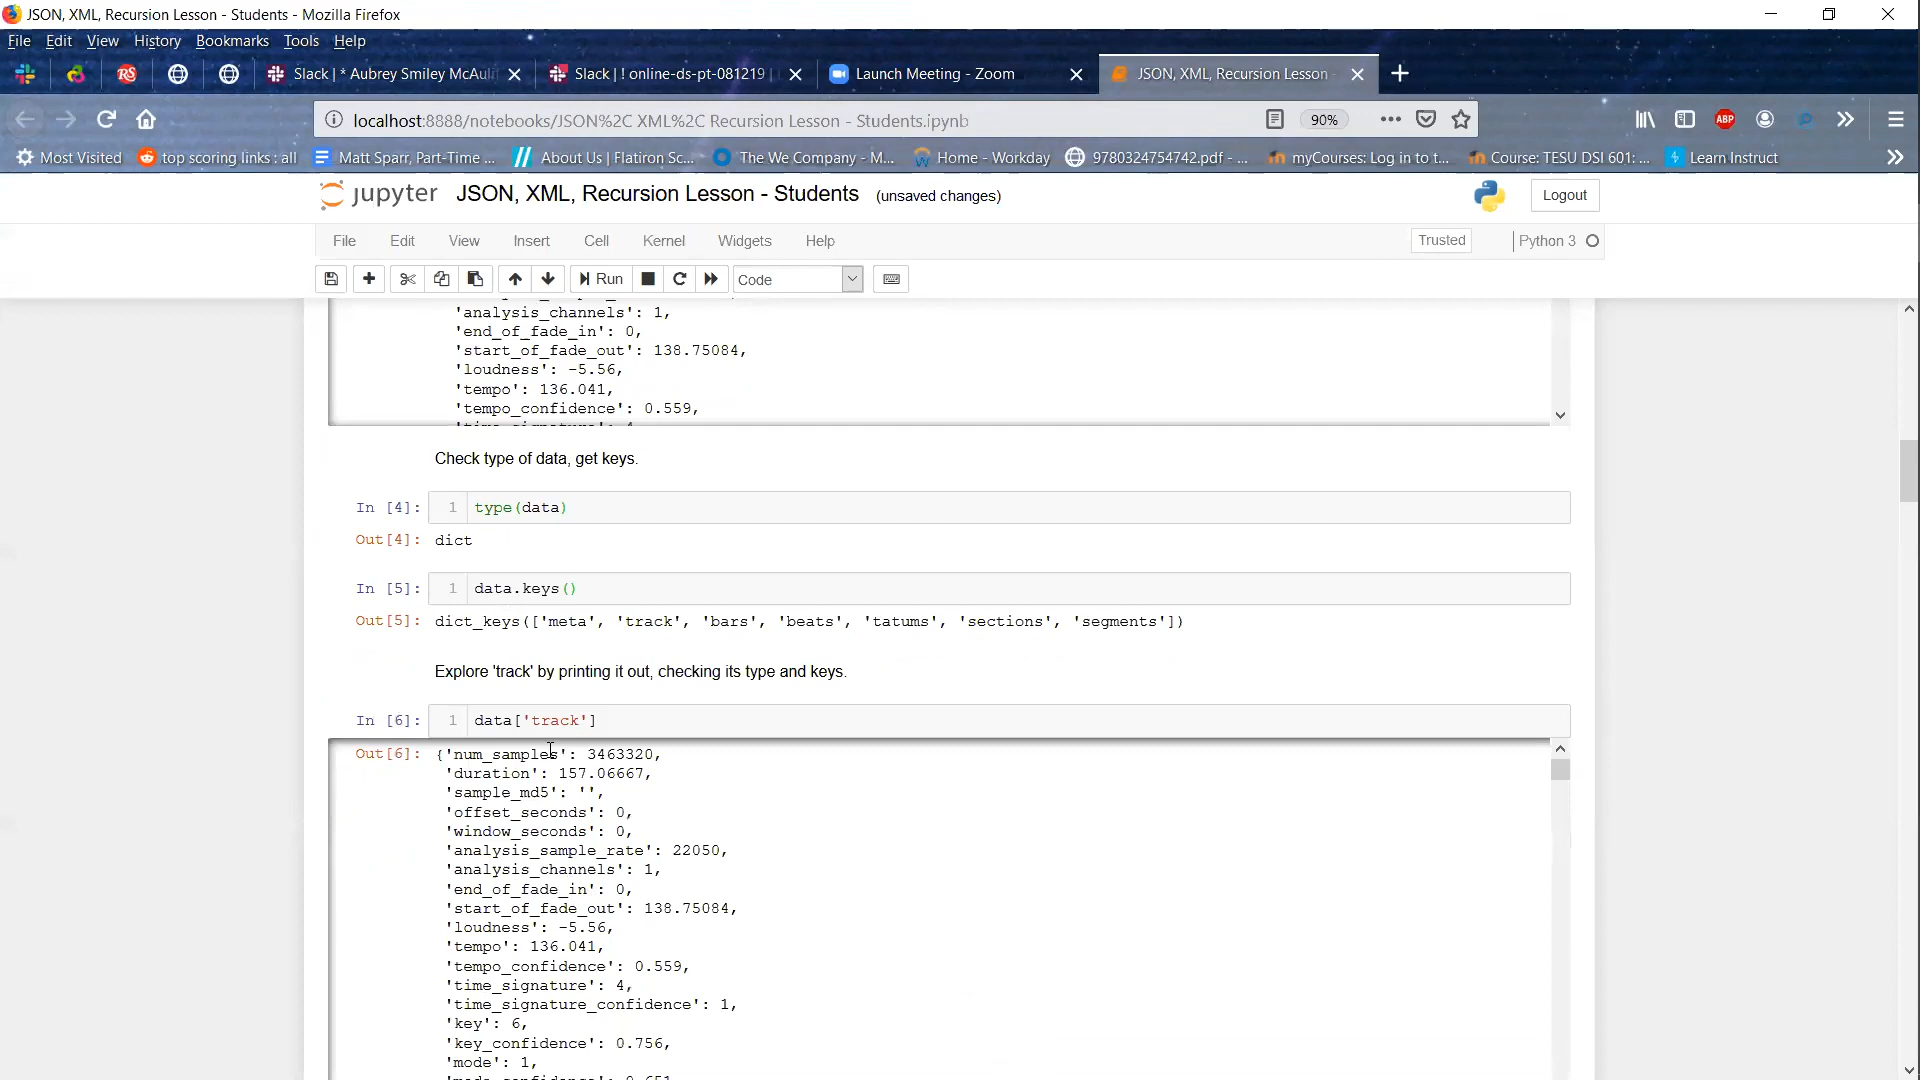 JSON, XML, Recursion Lesson - Students - Mozilla Firefox
File Edit View History Bookmarks Tools Help
Slack | * Aubrey Smiley McAuli Slack | ! online-ds-pt-081219 | Launch Meeting - Zoom JSON, XML, Recursion Lesson -
localhost:8888/notebooks/JSON%2C XML%2C Recursion Lesson - Students.ipynb 90% ABP
Most Visited top scoring links : all Matt Sparr, Part-Time ... About Us | Flatiron Sc... The We Company - M... Home - Workday 9780324754742.pdf - ... myCourses: Log in to t... Course: TESU DSI 601: ... Learn Instruct
jupyter JSON, XML, Recursion Lesson - Students (unsaved changes) Logout
File Edit View Insert Cell Kernel Widgets Help Trusted Python 3
Run Code
'analysis_channels': 1,
'end_of_fade_in': 0,
'start_of_fade_out': 138.75084,
'loudness': -5.56,
'tempo': 136.041,
'tempo_confidence': 0.559,
Check type of data, get keys.
In [4]: 1 type(data)
Out[4]: dict
In [5]: 1 data.keys()
Out[5]: dict_keys(['meta', 'track', 'bars', 'beats', 'tatums', 'sections', 'segments'])
Explore 'track' by printing it out, checking its type and keys.
In [6]: 1 data['track']
Out[6]: {'num_samples': 3463320,
'duration': 157.06667,
'sample_md5': '',
'offset_seconds': 0,
'window_seconds': 0,
'analysis_sample_rate': 22050,
'analysis_channels': 1,
'end_of_fade_in': 0,
'start_of_fade_out': 138.75084,
'loudness': -5.56,
'tempo': 136.041,
'tempo_confidence': 0.559,
'time_signature': 4,
'time_signature_confidence': 1,
'key': 6,
'key_confidence': 0.756,
'mode': 1,